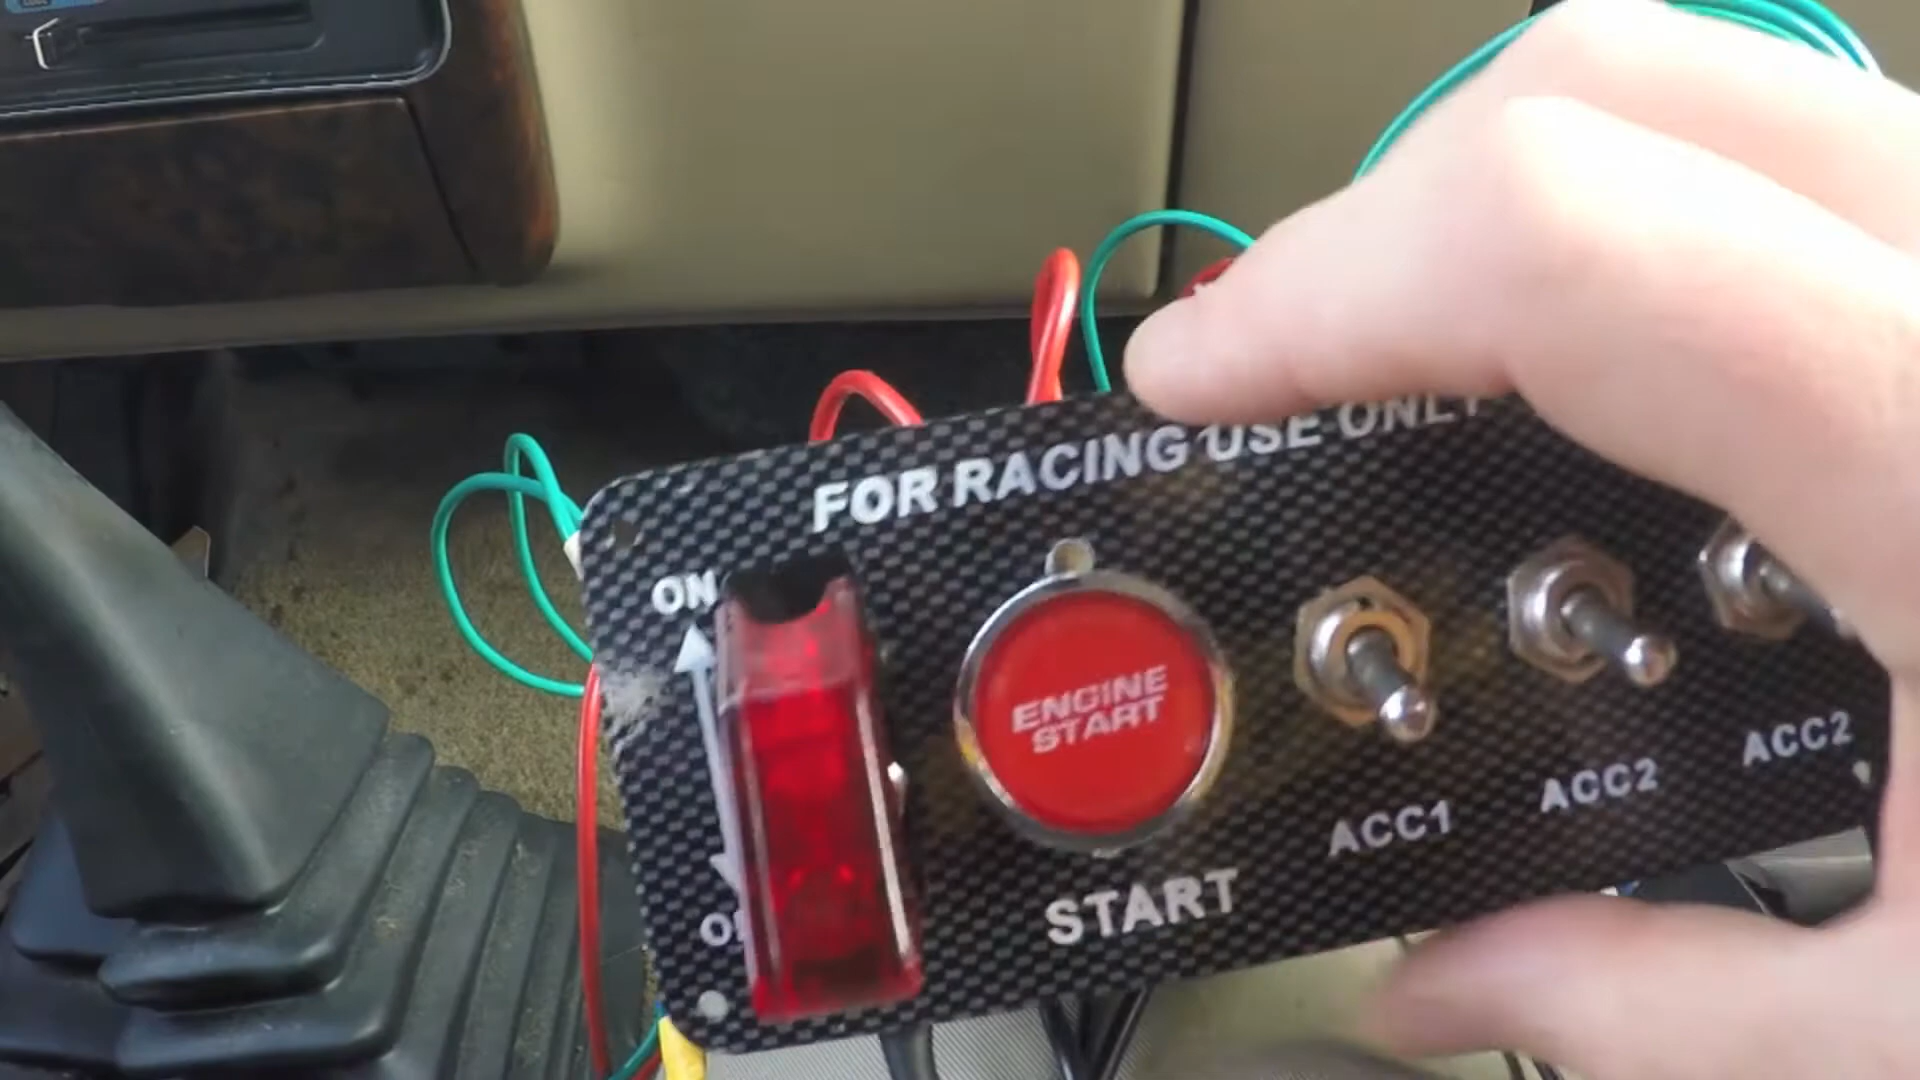 FOR RACING USE ONLY
ON
ENGINE
START
ACC1
ACC2
ACC2
START